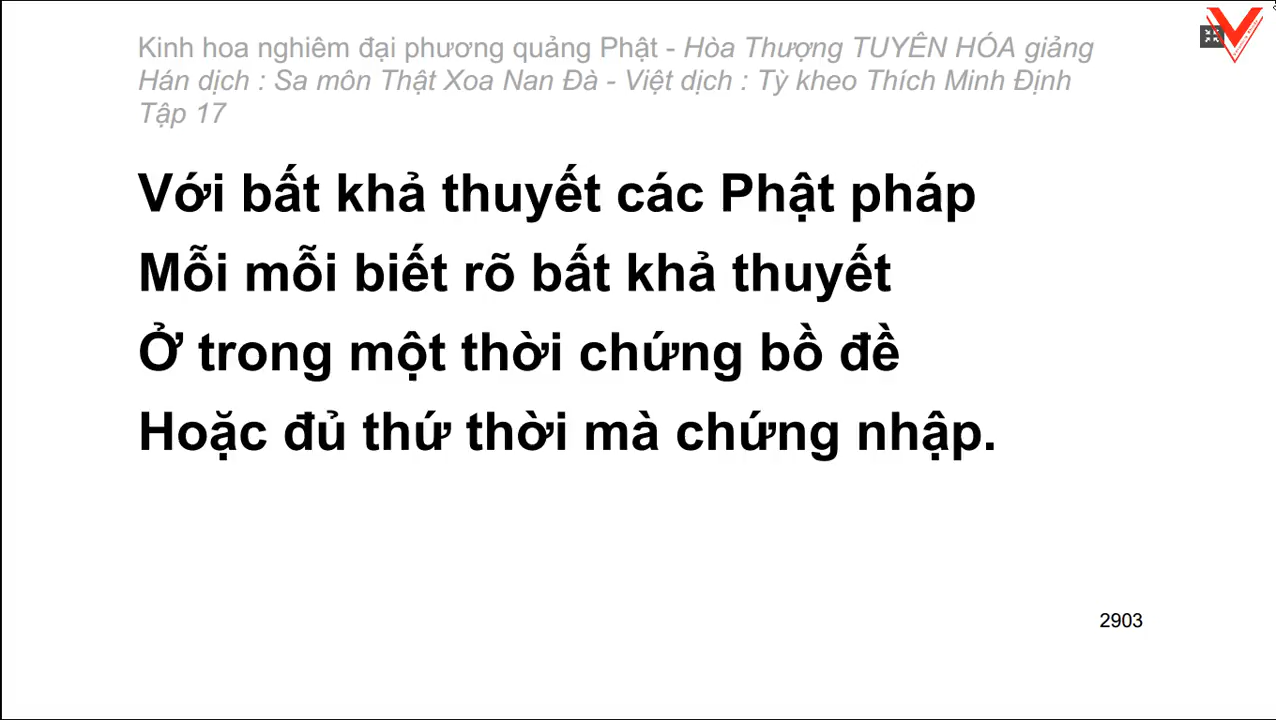 Kinh hoa nghiêm đại phương quảng Phật - Hòa Thượng TUYÊN HÓA giảng
Hán dịch : Sa môn Thật Xoa Nan Đà - Việt dịch : Tỳ kheo Thích Minh Định
Tập 17
Với bất khả thuyết các Phật pháp
Mỗi mỗi biết rõ bất khả thuyết
Ở trong một thời chứng bồ đề
Hoặc đủ thứ thời mà chứng nhập.
2903